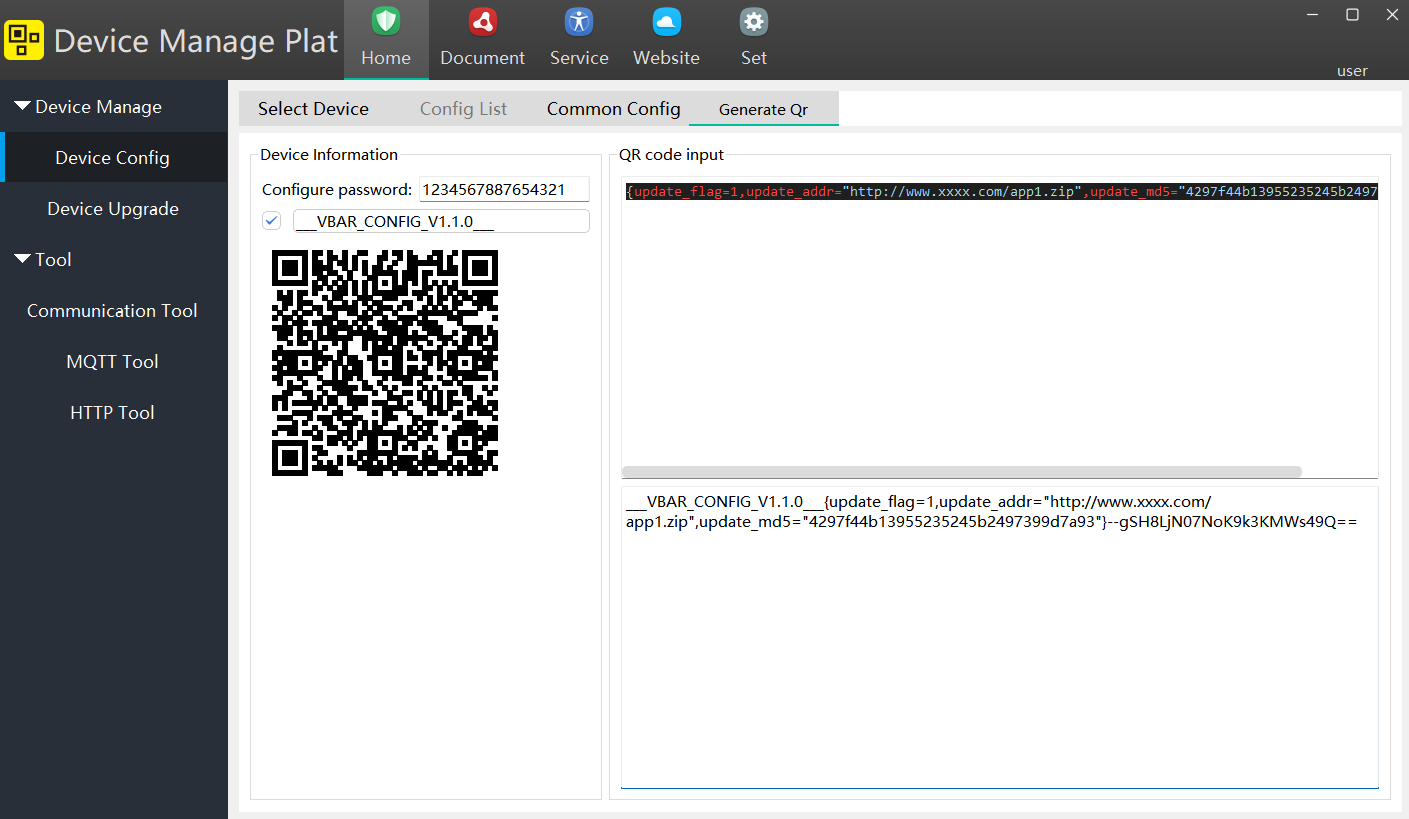 Device Manage Plat
Home
Document
Service
Website
Set
user
Device Manage
Device Config
Device Upgrade
Tool
Communication Tool
MQTT Tool
HTTP Tool
Select Device
Config List
Common Config
Generate Qr
Device Information
Configure password: 1234567887654321
___VBAR_CONFIG_V1.1.0___
QR code input
{update_flag=1,update_addr="http://www.xxxx.com/app1.zip",update_md5="4297f44b13955235245b2497
___VBAR_CONFIG_V1.1.0___{update_flag=1,update_addr="http://www.xxxx.com/
app1.zip",update_md5="4297f44b13955235245b2497399d7a93"}--gSH8LjN07NoK9k3KMWs49Q==